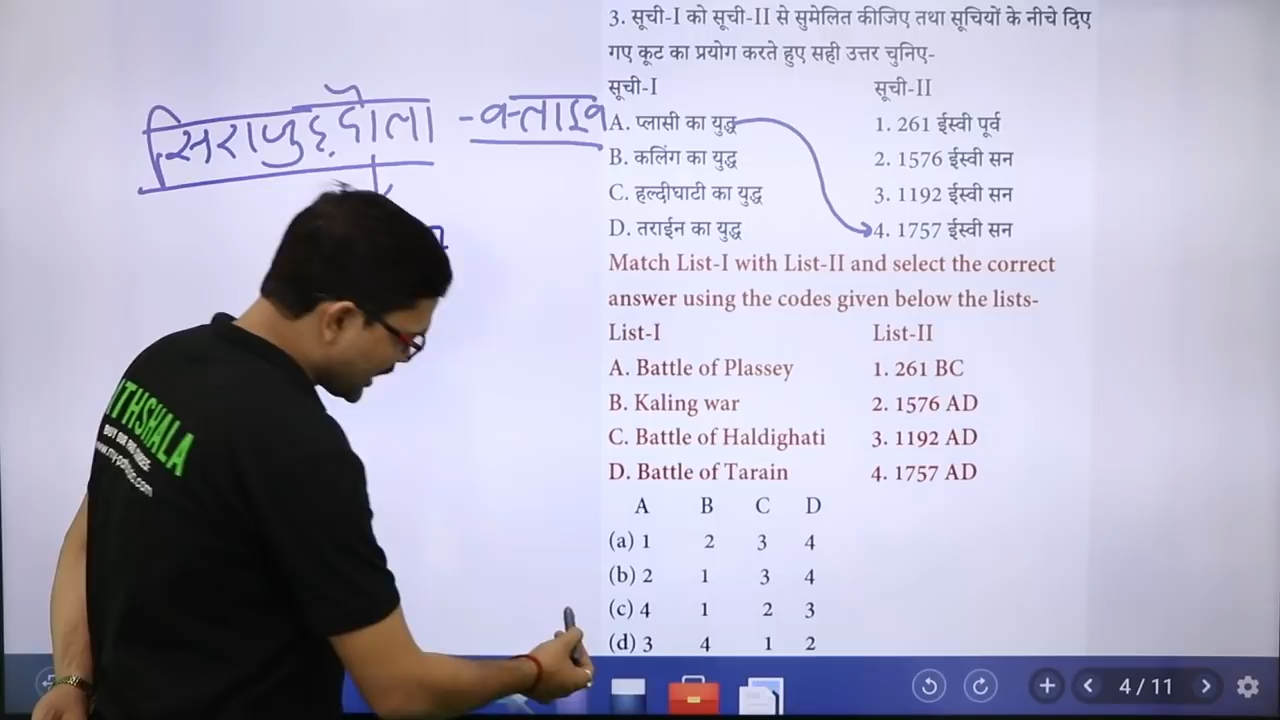 3. सूची-I को सूची-II से सुमेलित कीजिए तथा सूचियों के नीचे दिए
गए कूट का प्रयोग करते हुए सही उत्तर चुनिए-
सूची-I सूची-II
A. प्लासी का युद्ध 1. 261 ईस्वी पूर्व
B. कलिंग का युद्ध 2. 1576 ईस्वी सन
C. हल्दीघाटी का युद्ध 3. 1192 ईस्वी सन
D. तराईन का युद्ध 4. 1757 ईस्वी सन
Match List-I with List-II and select the correct
answer using the codes given below the lists-
List-I List-II
A. Battle of Plassey 1. 261 BC
B. Kaling war 2. 1576 AD
C. Battle of Haldighati 3. 1192 AD
D. Battle of Tarain 4. 1757 AD
A B C D
(a) 1 2 3 4
(b) 2 1 3 4
(c) 4 1 2 3
(d) 3 4 1 2
सिराजुद्दौला - क्लाइव
ITHSHALA
4 / 11